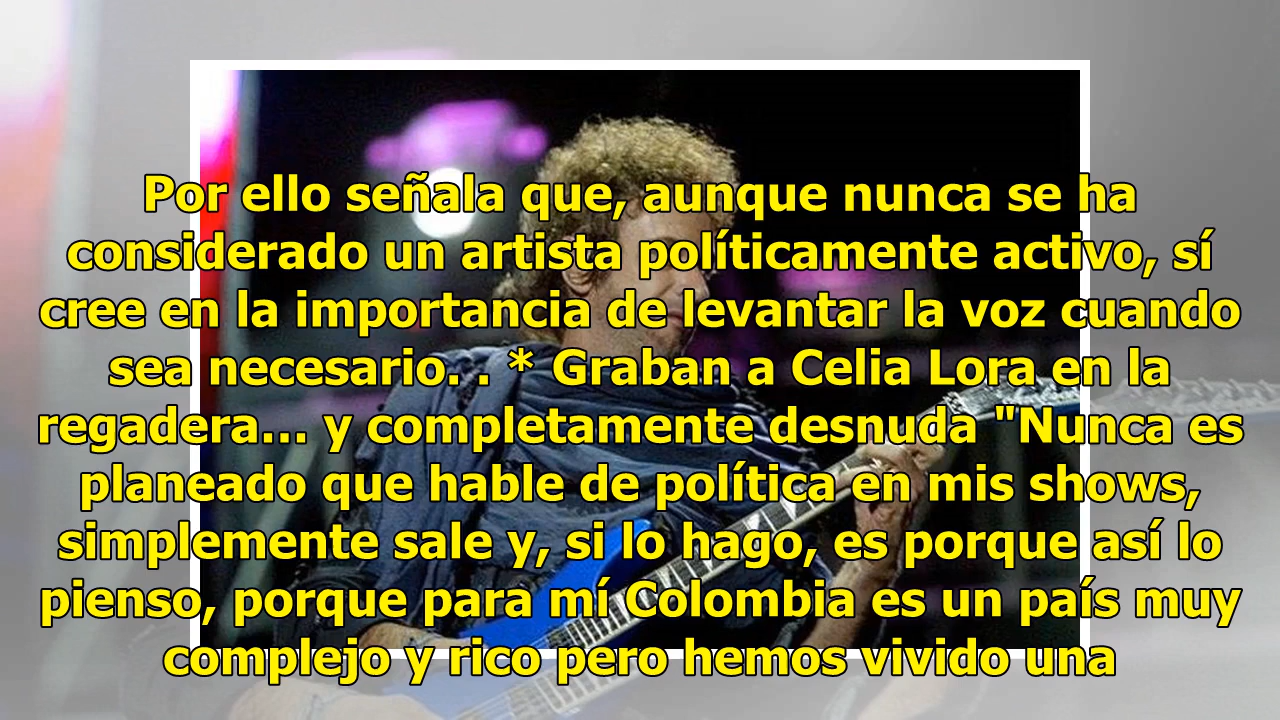 Por ello señala que, aunque nunca se ha
considerado un artista políticamente activo, sí
cree en la importancia de levantar la voz cuando
sea necesario. . * Graban a Celia Lora en la
regadera... y completamente desnuda "Nunca es
planeado que hable de política en mis shows,
simplemente sale y, si lo hago, es porque así lo
pienso, porque para mí Colombia es un país muy
complejo y rico pero hemos vivido una